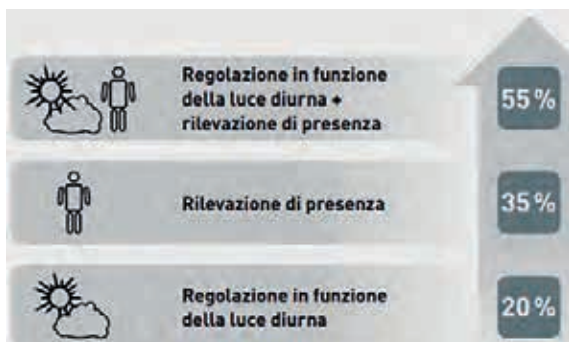 Regolazione in funzione
della luce diurna +
rilevazione di presenza
55%
Rilevazione di presenza
35%
Regolazione in funzione
della luce diurna
20%